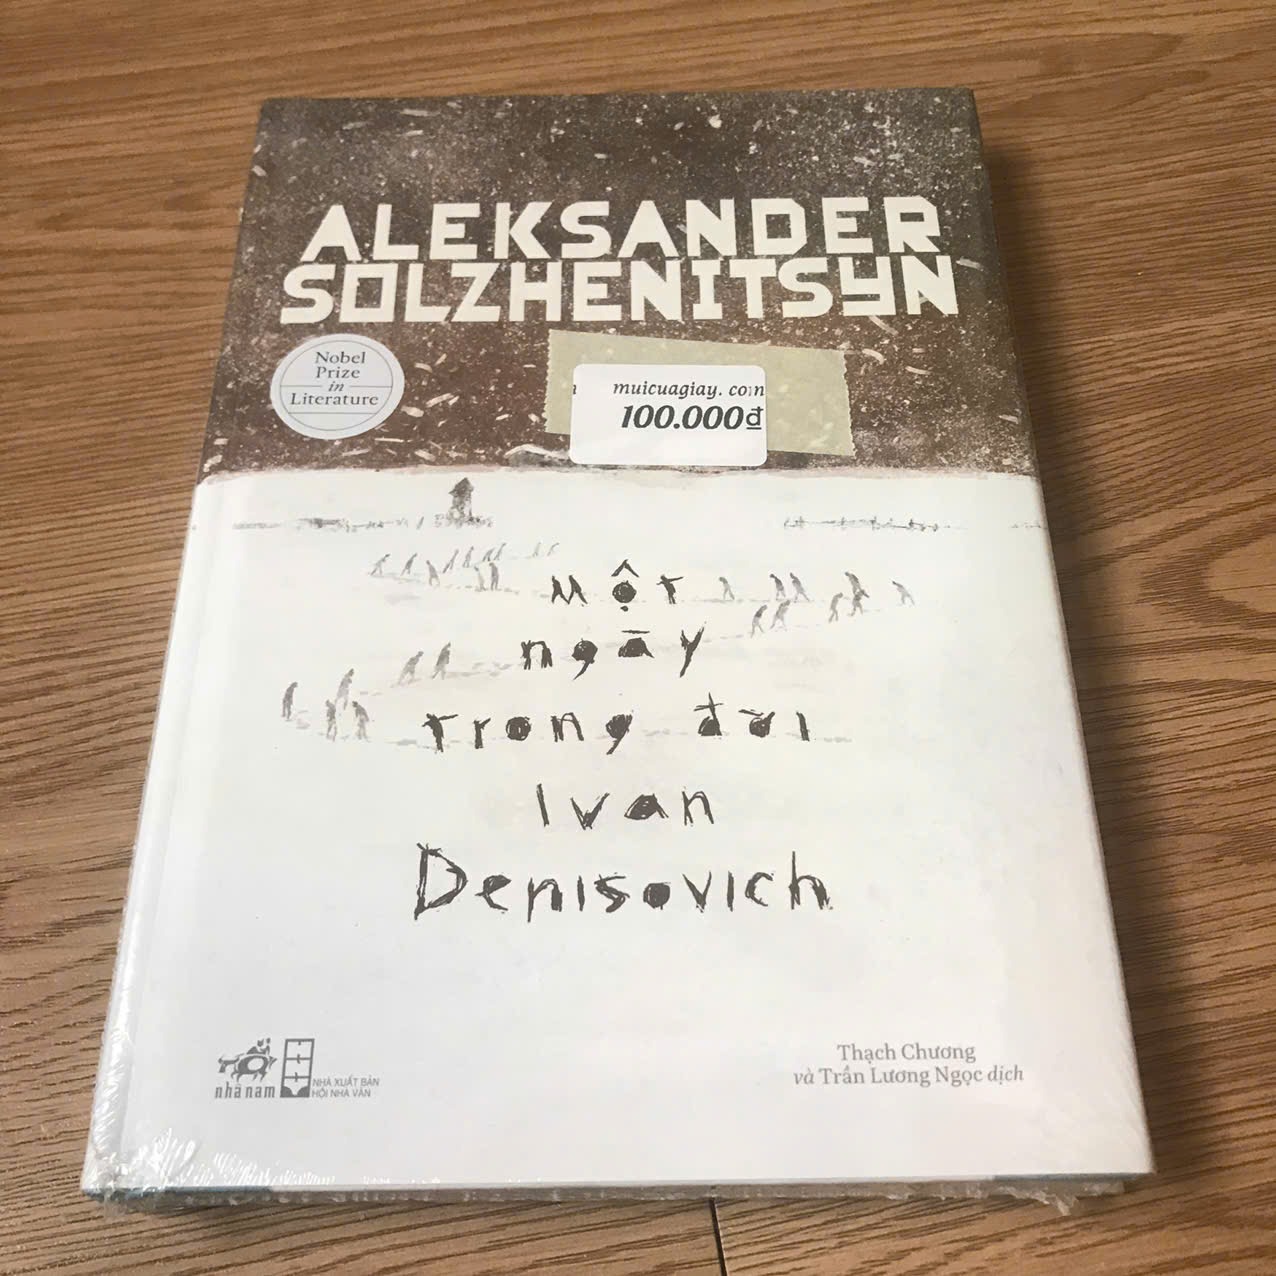 ALEKSANDER
SOLZHENITSYN
Nobel
Prize
in
Literature
muicuagiay.com
100.000đ
Một
ngày
trong đời
Ivan
Denisovich
nhã nam
NHÀ XUẤT BẢN
HỘI NHÀ VĂN
Thạch Chương
và Trần Lương Ngọc dịch